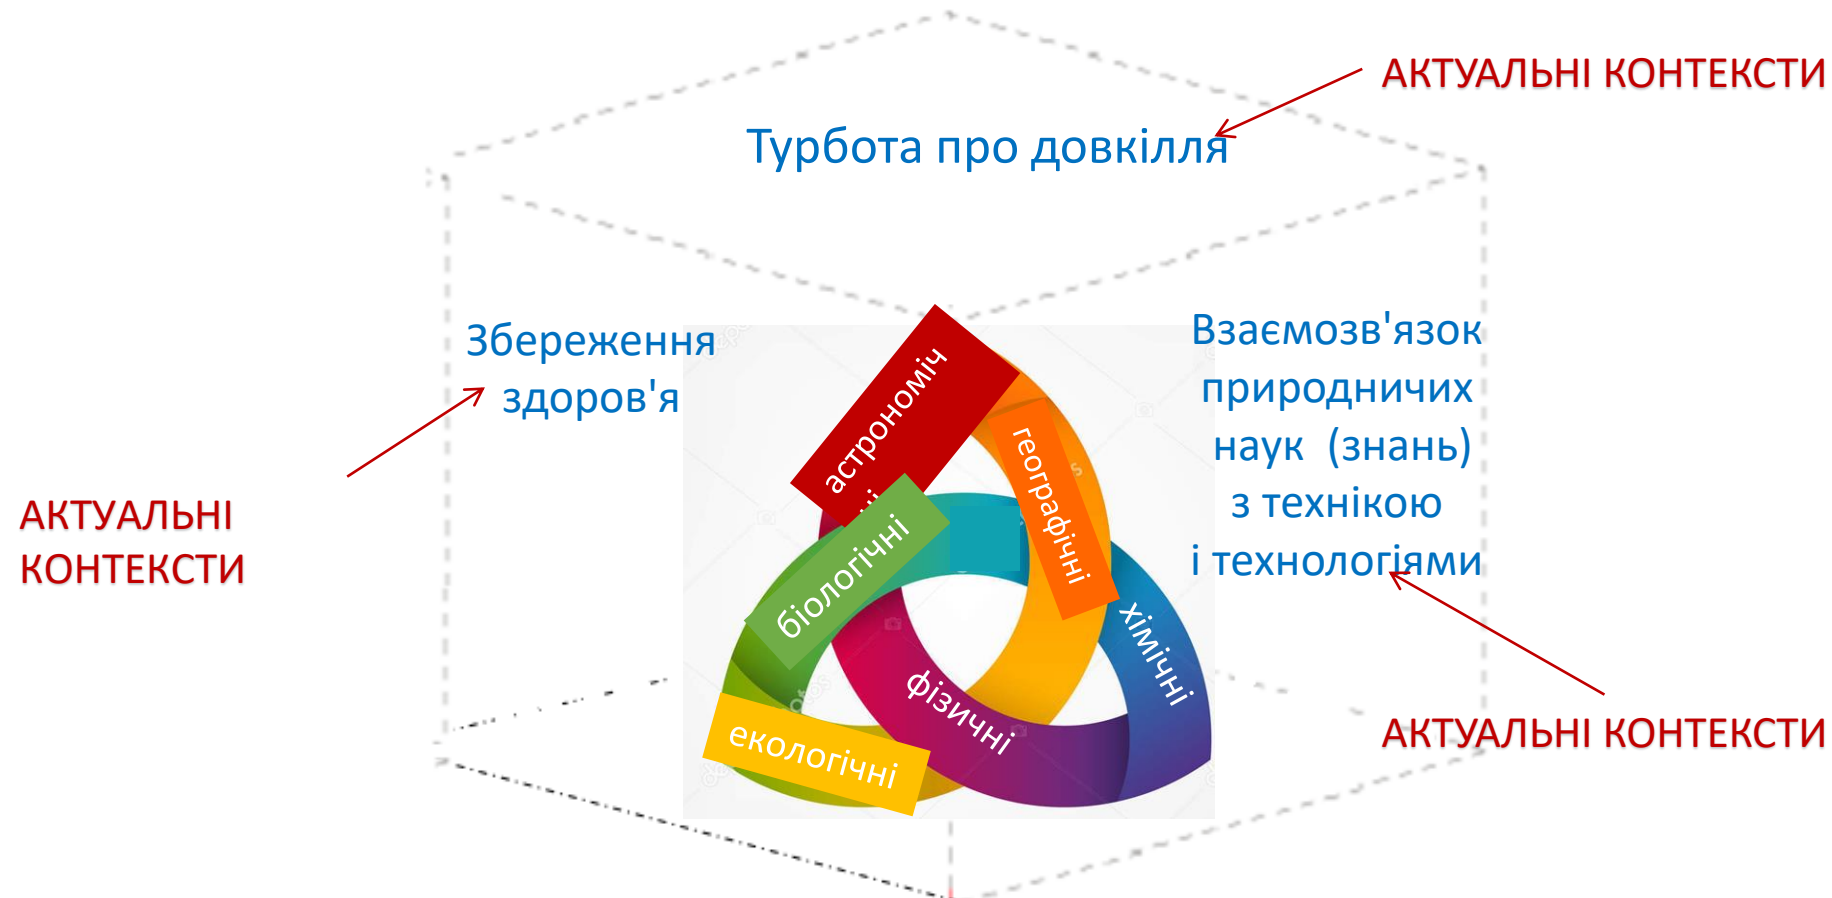 АКТУАЛЬНІ КОНТЕКСТИ
Турбота про довкілля
Збереження
здоров'я
Взаємозв'язок
природничих
наук (знань)
з технікою
і технологіями
АКТУАЛЬНІ
КОНТЕКСТИ
астрономіч
географічні
біологічні
хімічні
фізичні
екологічні
АКТУАЛЬНІ КОНТЕКСТИ